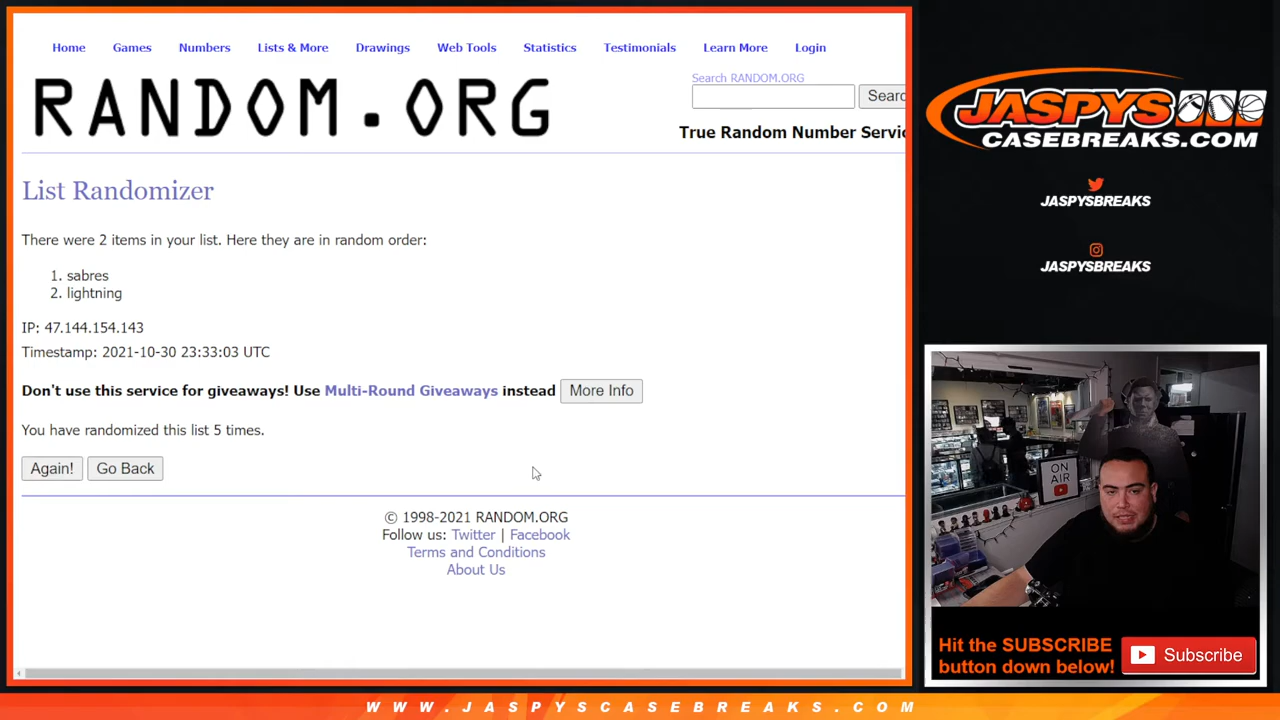 Home Games Numbers Lists & More Drawings Web Tools Statistics Testimonials Learn More Login
Search RANDOM.ORG
RANDOM.ORG
Searc
True Random Number Servic
List Randomizer
There were 2 items in your list. Here they are in random order:
1. sabres
2. lightning
IP: 47.144.154.143
Timestamp: 2021-10-30 23:33:03 UTC
Don't use this service for giveaways! Use Multi-Round Giveaways instead More Info
You have randomized this list 5 times.
Again! Go Back
© 1998-2021 RANDOM.ORG
Follow us: Twitter | Facebook
Terms and Conditions
About Us
JASPYS
CASEBREAKS.COM
JASPYSBREAKS
JASPYSBREAKS
ON
AIR
Hit the SUBSCRIBE
button down below!
Subscribe
WWW.JASPYSCASEBREAKS.COM